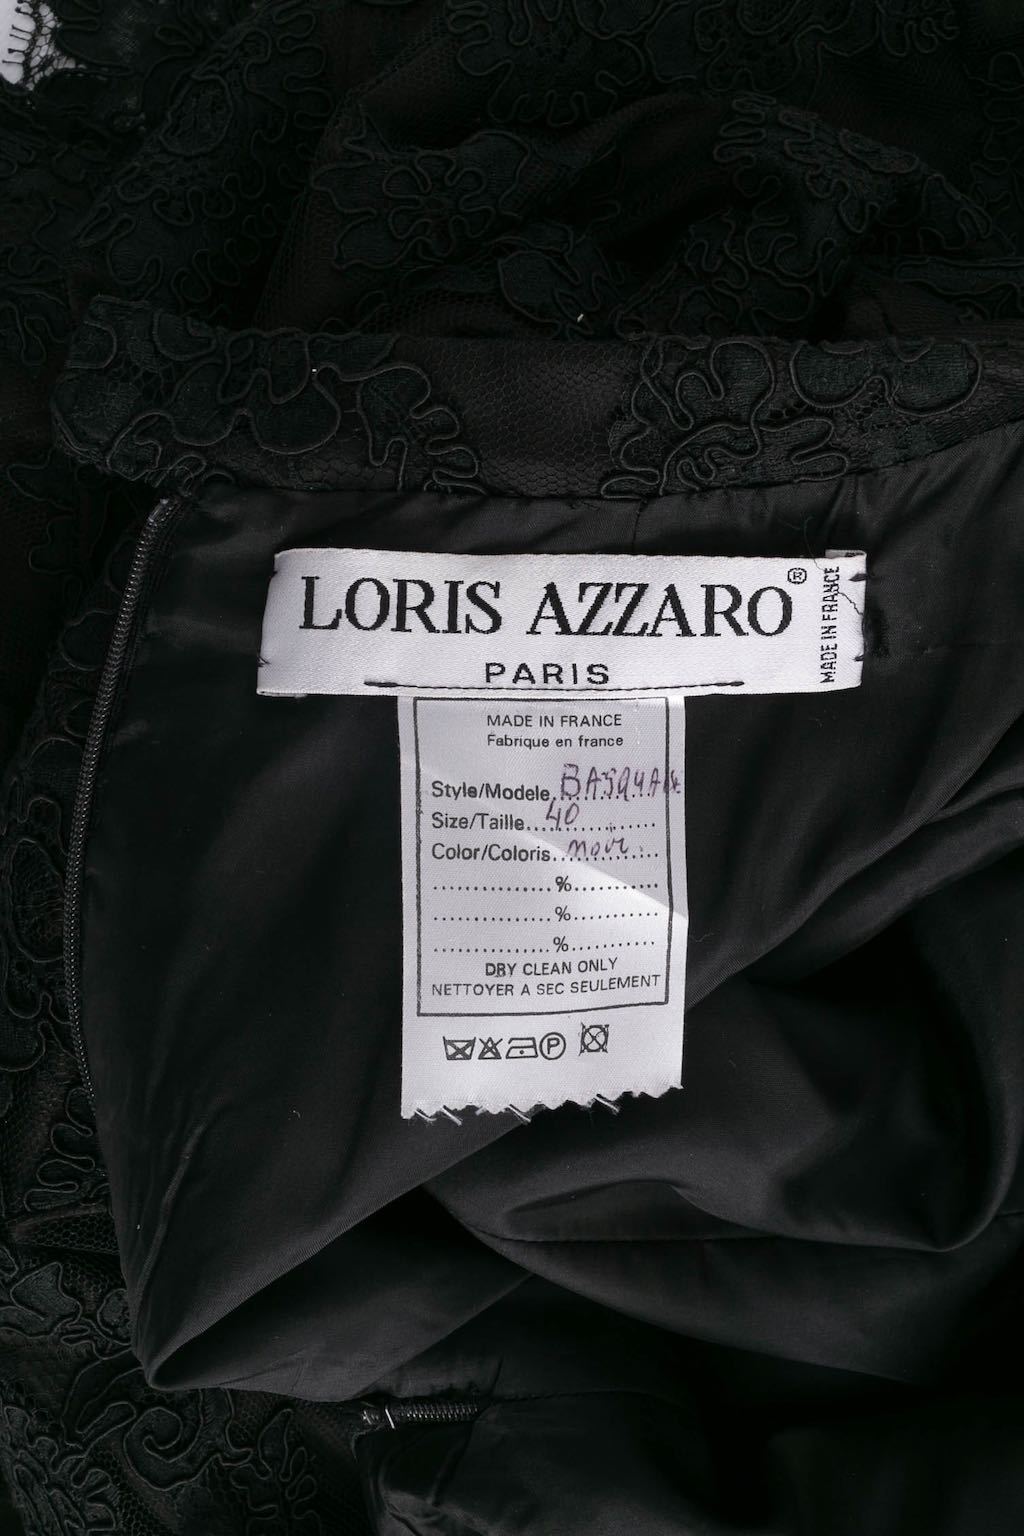 LORIS AZZARO®
PARIS
MADE IN FRANCE
MADE IN FRANCE
Fabrique en france
Style/Modele
Size/Taille...40...............
Color/Coloris..noir...
...............%............
...............%............
...............%............
DRY CLEAN ONLY
NETTOYER A SEC SEULEMENT
P